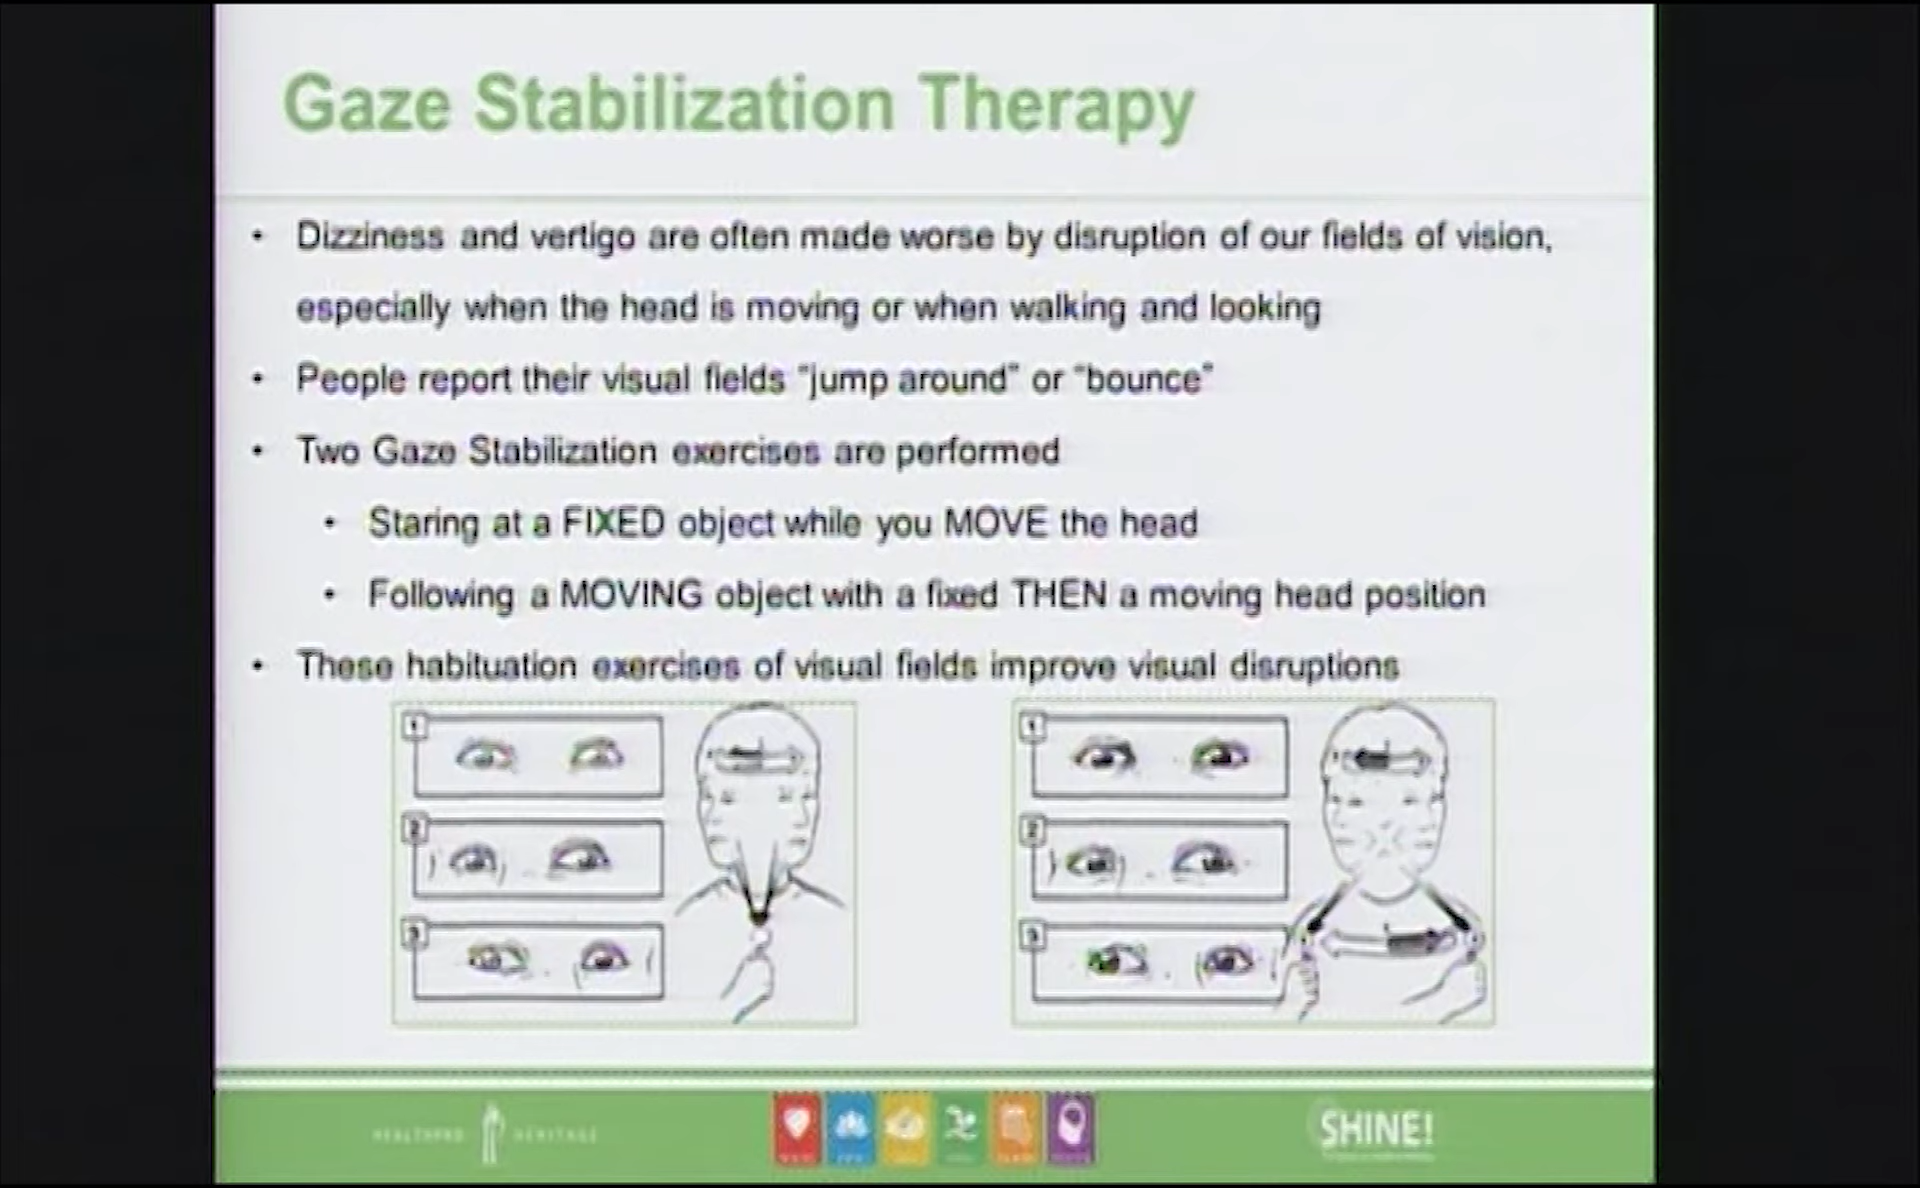 Gaze Stabilization Therapy
• Dizziness and vertigo are often made worse by disruption of our fields of vision,
especially when the head is moving or when walking and looking
• People report their visual fields "jump around" or "bounce"
• Two Gaze Stabilization exercises are performed
• Staring at a FIXED object while you MOVE the head
• Following a MOVING object with a fixed THEN a moving head position
• These habituation exercises of visual fields improve visual disruptions
1
2
3
1
2
3
HEALTHPRO HERITAGE
SHINE!